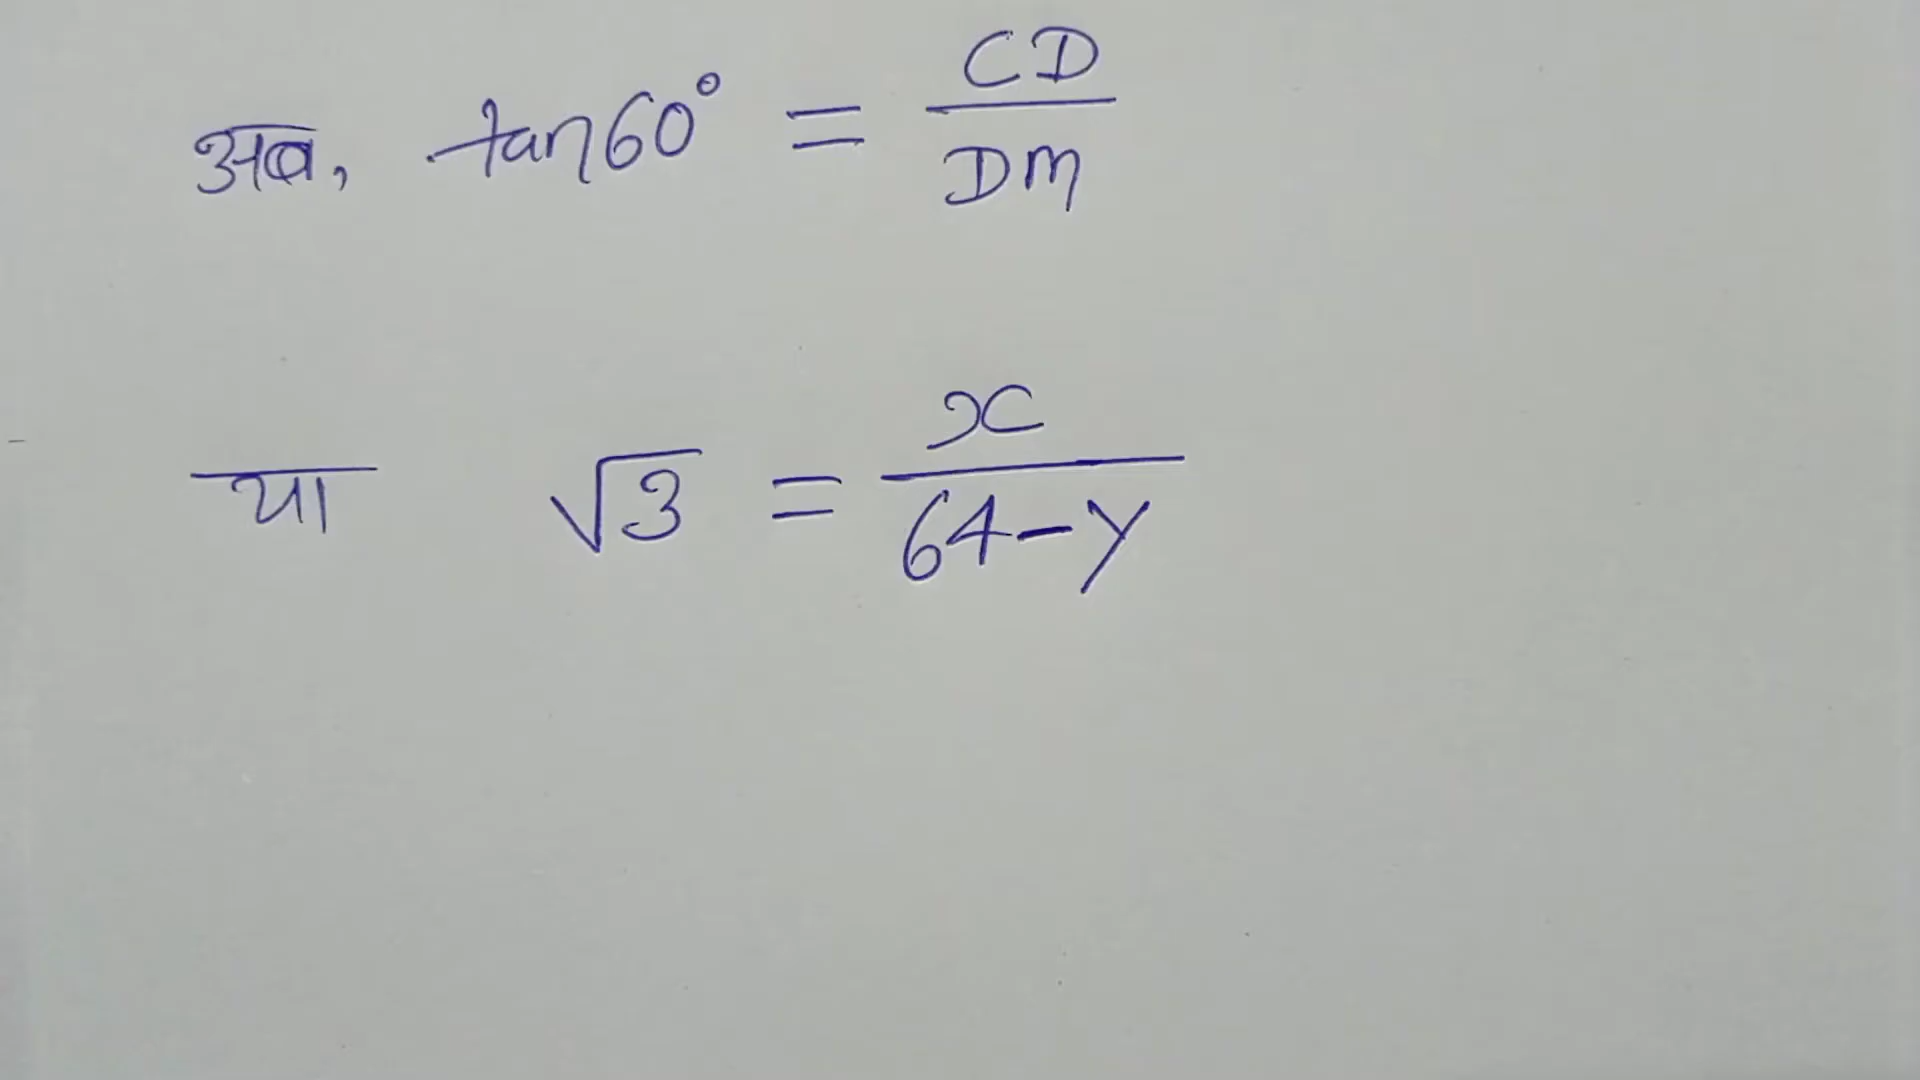 अब, tan60° = CD/DM
या √3 = x/64-y